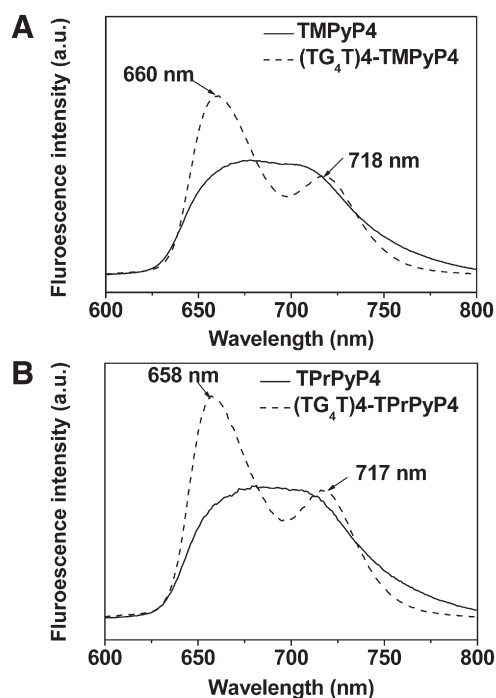 A
TMPyP4
(TG4T)4-TMPyP4
660 nm
718 nm
Fluroescence intensity (a.u.)
600 650 700 750 800
Wavelength (nm)
B
658 nm
TPrPyP4
(TG4T)4-TPrPyP4
717 nm
Fluroescence intensity (a.u.)
600 650 700 750 800
Wavelength (nm)